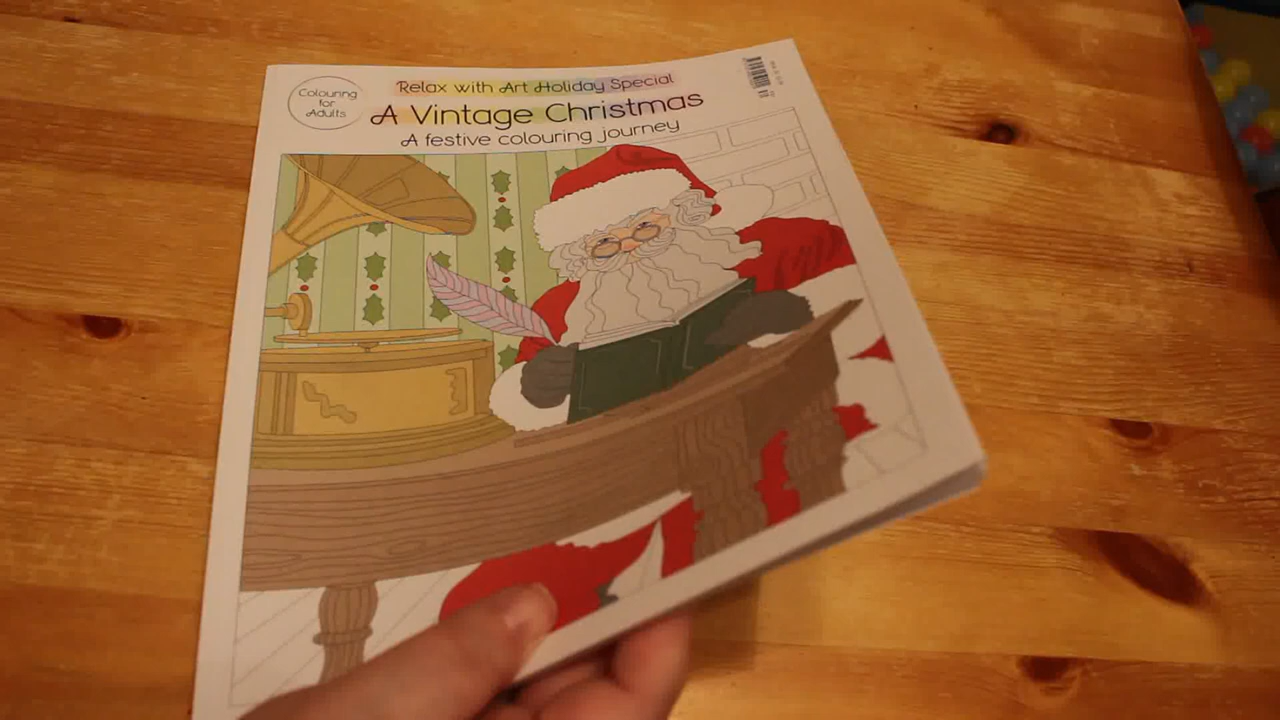 Colouring
for
Adults
Relax with Art Holiday Special
A Vintage Christmas
A festive colouring journey